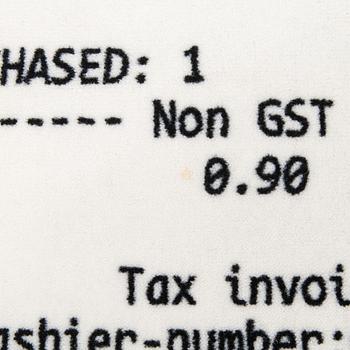 HASED: 1
----- Non GST
0.90
Tax invoi
ashier-number: